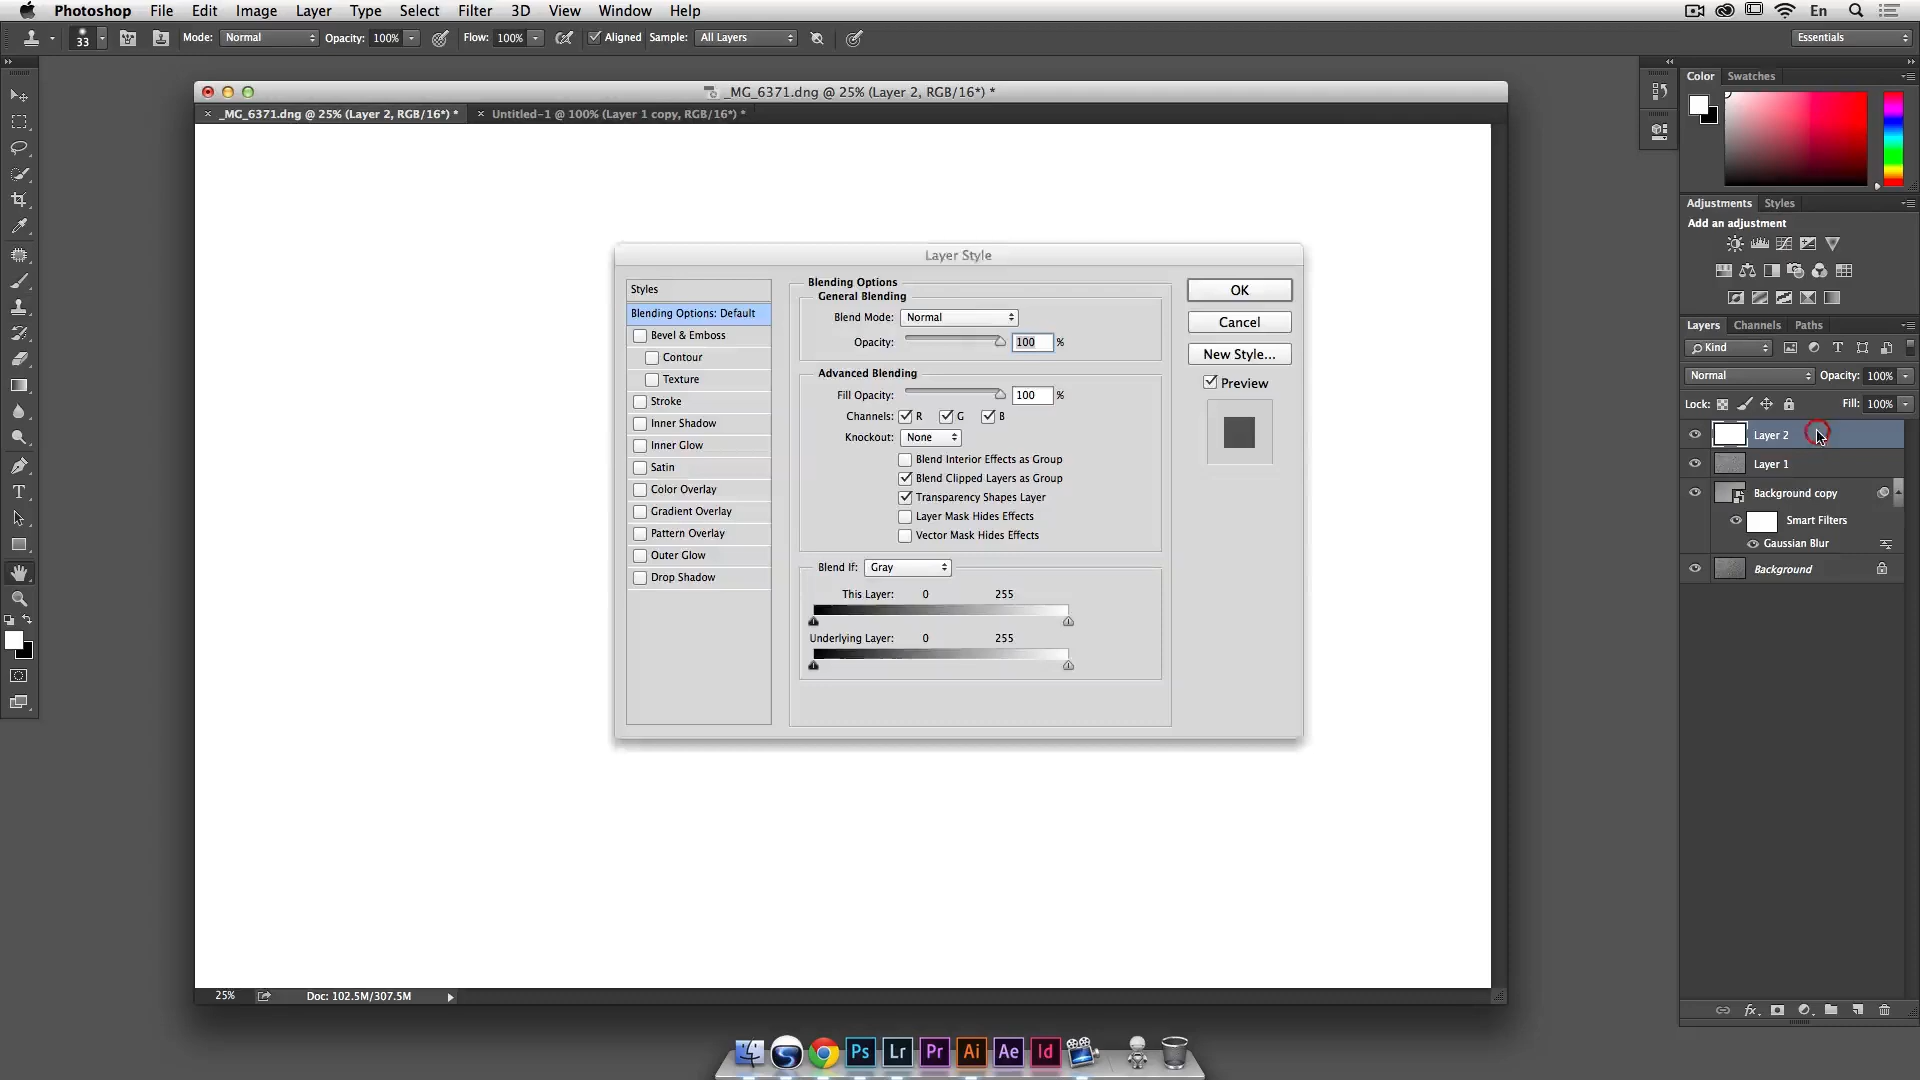 Photoshop File Edit Image Layer Type Select Filter 3D View Window Help En
33 Mode: Normal Opacity: 100% Flow: 100% Aligned Sample: All Layers Essentials
_MG_6371.dng @ 25% (Layer 2, RGB/16*) *
_MG_6371.dng @ 25% (Layer 2, RGB/16*) * Untitled-1 @ 100% (Layer 1 copy, RGB/16*) *
Layer Style
Styles
Blending Options: Default
Bevel & Emboss
Contour
Texture
Stroke
Inner Shadow
Inner Glow
Satin
Color Overlay
Gradient Overlay
Pattern Overlay
Outer Glow
Drop Shadow
Blending Options
General Blending
Blend Mode: Normal
Opacity: 100 %
Advanced Blending
Fill Opacity: 100 %
Channels: R G B
Knockout: None
Blend Interior Effects as Group
Blend Clipped Layers as Group
Transparency Shapes Layer
Layer Mask Hides Effects
Vector Mask Hides Effects
Blend If: Gray
This Layer: 0 255
Underlying Layer: 0 255
OK
Cancel
New Style...
Preview
Color Swatches
Adjustments Styles
Add an adjustment
Layers Channels Paths
Kind
Normal Opacity: 100%
Lock: Fill: 100%
Layer 2
Layer 1
Background copy
Smart Filters
Gaussian Blur
Background
25% Doc: 102.5M/307.5M
Ps Lr Pr Ai Ae Id